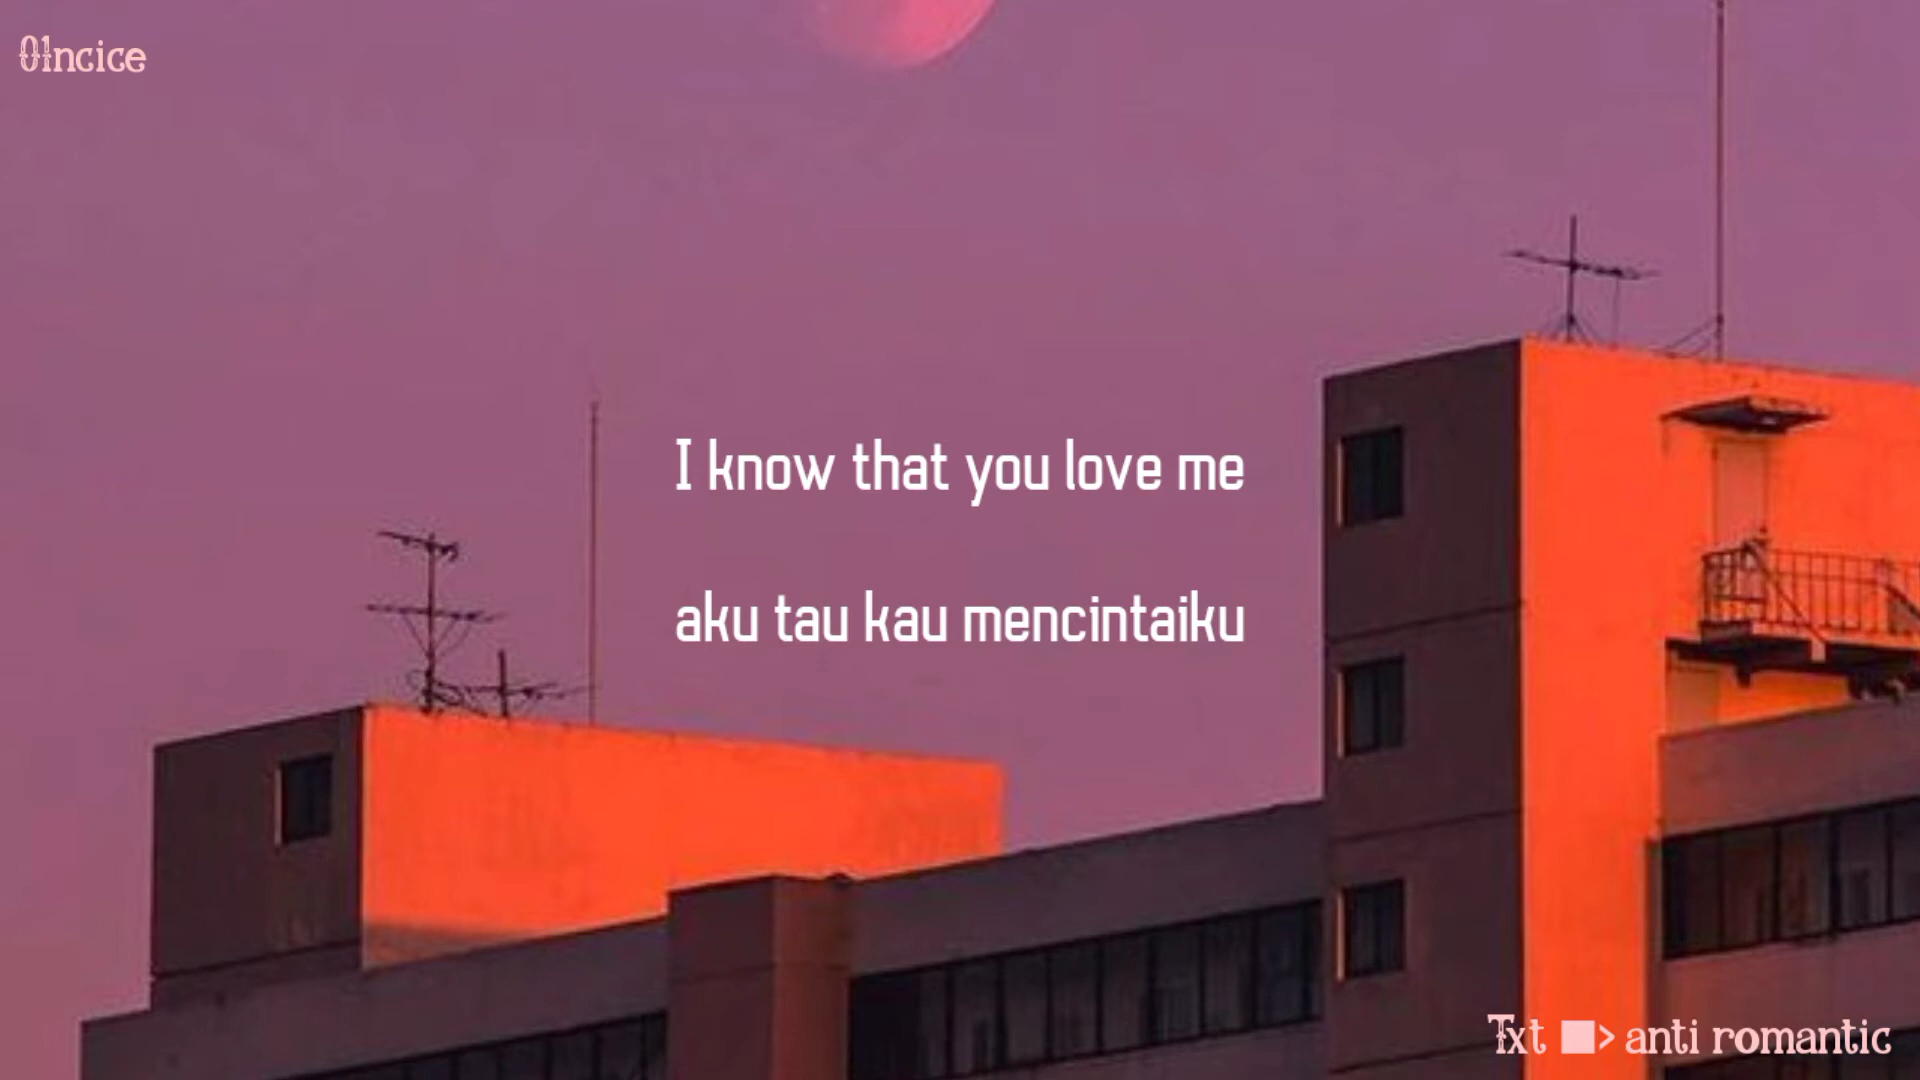 01ncice
I know that you love me
aku tau kau mencintaiku
Txt ■> anti romantic